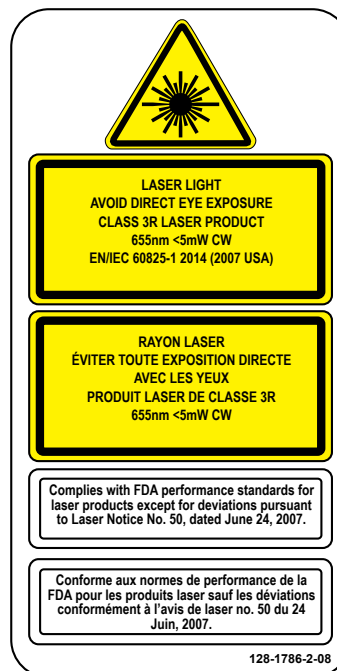 LASER LIGHT
AVOID DIRECT EYE EXPOSURE
CLASS 3R LASER PRODUCT
655nm <5mW CW
EN/IEC 60825-1 2014 (2007 USA)
RAYON LASER
ÉVITER TOUTE EXPOSITION DIRECTE
AVEC LES YEUX
PRODUIT LASER DE CLASSE 3R
655nm <5mW CW
Complies with FDA performance standards for
laser products except for deviations pursuant
to Laser Notice No. 50, dated June 24, 2007.
Conforme aux normes de performance de la
FDA pour les produits laser sauf les déviations
conformément à l'avis de laser no. 50 du 24
Juin, 2007.
128-1786-2-08